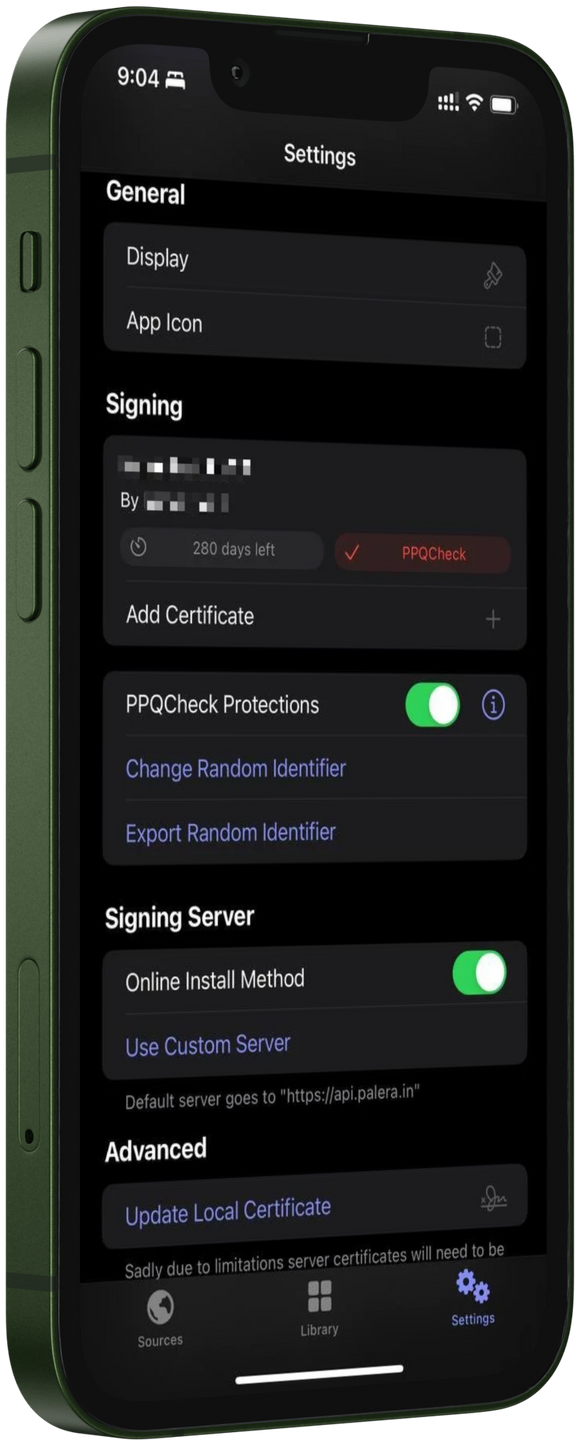 9:04
Settings
General
Display
App Icon
Signing
By
280 days left
PPQCheck
Add Certificate
PPQCheck Protections
Change Random Identifier
Export Random Identifier
Signing Server
Online Install Method
Use Custom Server
Default server goes to "https://api.palera.in"
Advanced
Update Local Certificate
Sadly due to limitations server certificates will need to be
Sources
Library
Settings